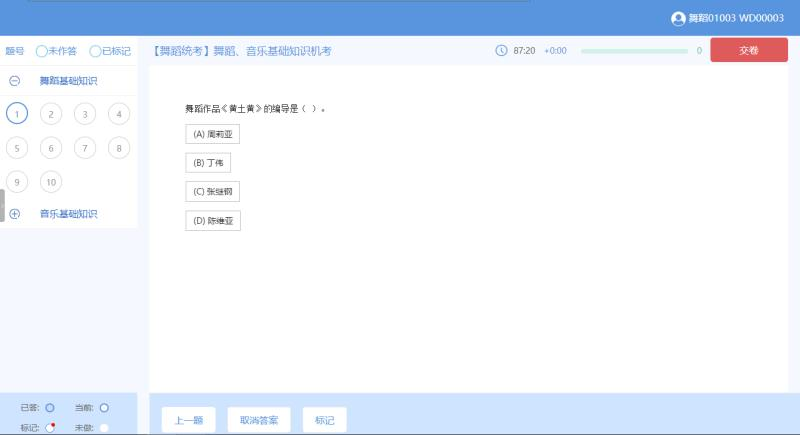 舞蹈01003 WD00003
题号 未作答 已标记
【舞蹈统考】舞蹈、音乐基础知识机考
87:20 +0:00 0 交卷
舞蹈基础知识
1 2 3 4
5 6 7 8
9 10
音乐基础知识
舞蹈作品《黄土黄》的编导是（ ）。
(A) 周莉亚
(B) 丁伟
(C) 张继钢
(D) 陈维亚
已答: 当前:
标记: 未做:
上一题 取消答案 标记